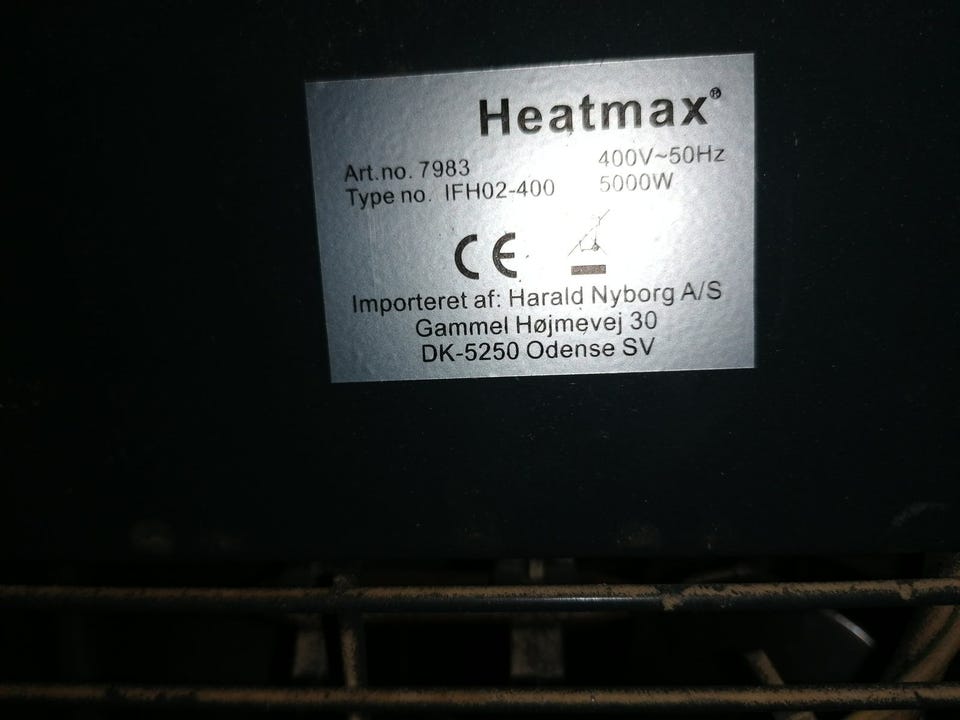 Heatmax®
Art.no. 7983 400V~50Hz
Type no. IFH02-400 5000W
CE
Importeret af: Harald Nyborg A/S
Gammel Højmevej 30
DK-5250 Odense SV